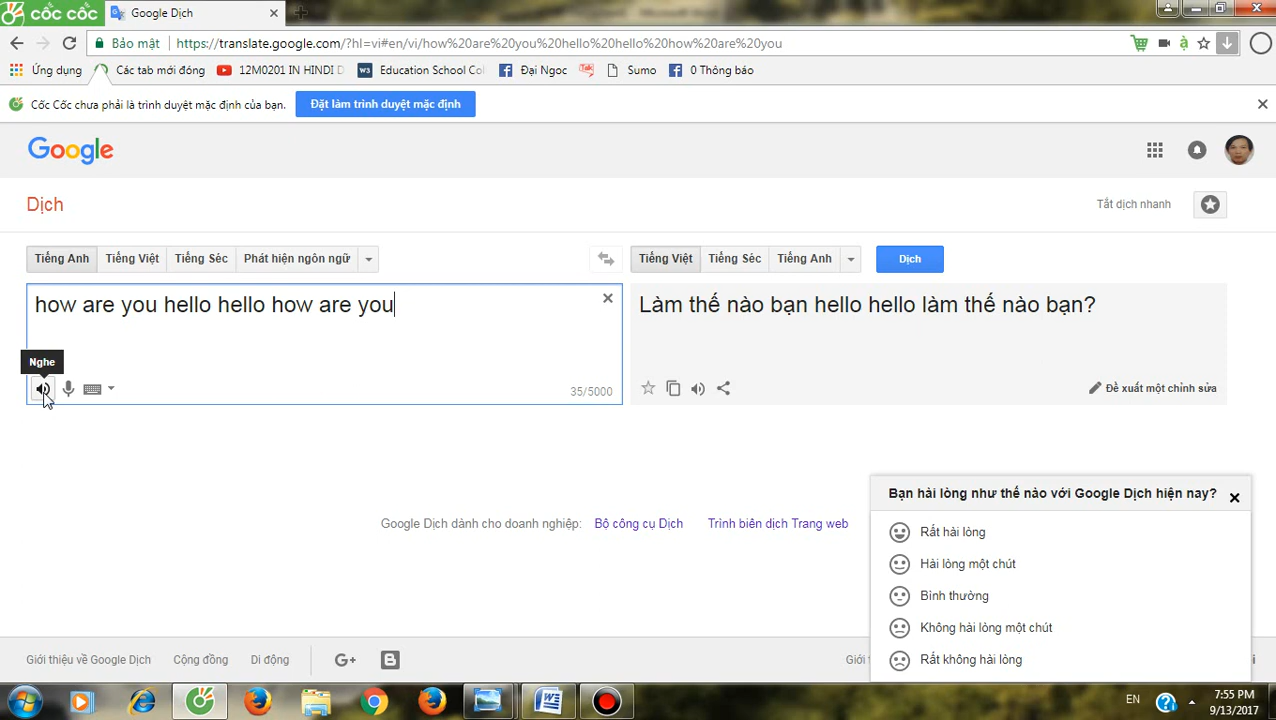 cốc cốc
Google Dịch
Bảo mật
https://translate.google.com/?hl=vi#en/vi/how%20are%20you%20hello%20hello%20how%20are%20you
Ứng dụng
Các tab mới đóng
12M0201 IN HINDI D
W3
Education School Co
Đại Ngọc
Sumo
0 Thông báo
Cốc Cốc chưa phải là trình duyệt mặc định của bạn.
Đặt làm trình duyệt mặc định
Google
Dịch
Tắt dịch nhanh
Tiếng Anh
Tiếng Việt
Tiếng Séc
Phát hiện ngôn ngữ
Tiếng Việt
Tiếng Séc
Tiếng Anh
Dịch
how are you hello hello how are you
Làm thế nào bạn hello hello làm thế nào bạn?
Nghe
35/5000
Đề xuất một chỉnh sửa
Bạn hài lòng như thế nào với Google Dịch hiện nay?
Google Dịch dành cho doanh nghiệp:
Bộ công cụ Dịch
Trình biên dịch Trang web
Rất hài lòng
Hài lòng một chút
Bình thường
Không hài lòng một chút
Rất không hài lòng
Giới thiệu về Google Dịch
Cộng đồng
Di động
G+
EN
7:55 PM
9/13/2017